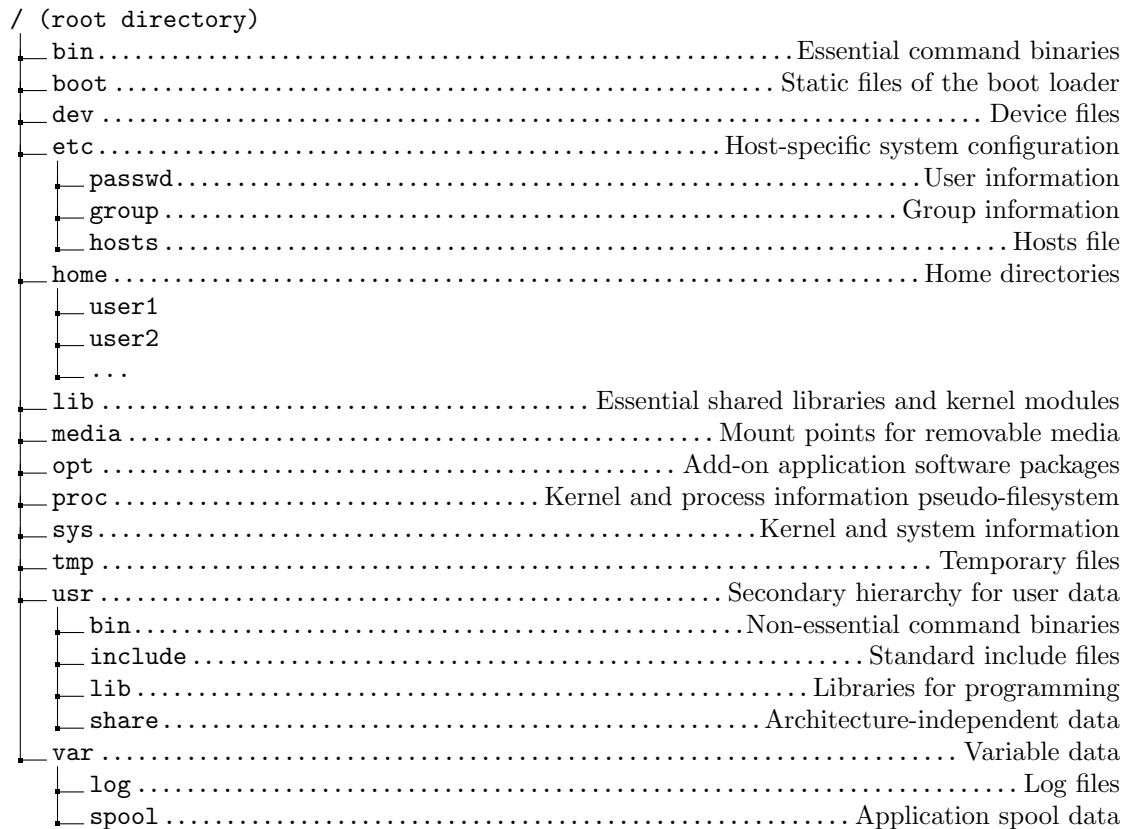 / (root directory)
bin........................................................Essential command binaries
boot ..................................................... Static files of the boot loader
dev ...................................................................... Device files
etc..................................................Host-specific system configuration
passwd............................................................User information
group ........................................................... Group information
hosts .................................................................... Hosts file
home.................................................................Home directories
user1
user2
...
lib ....................................... Essential shared libraries and kernel modules
media ............................................... Mount points for removable media
opt .............................................. Add-on application software packages
proc...................................Kernel and process information pseudo-filesystem
sys.....................................................Kernel and system information
tmp ................................................................... Temporary files
usr .................................................. Secondary hierarchy for user data
bin.................................................Non-essential command binaries
include ...................................................... Standard include files
lib......................................................Libraries for programming
share................................................Architecture-independent data
var ..................................................................... Variable data
log ....................................................................... Log files
spool ....................................................... Application spool data